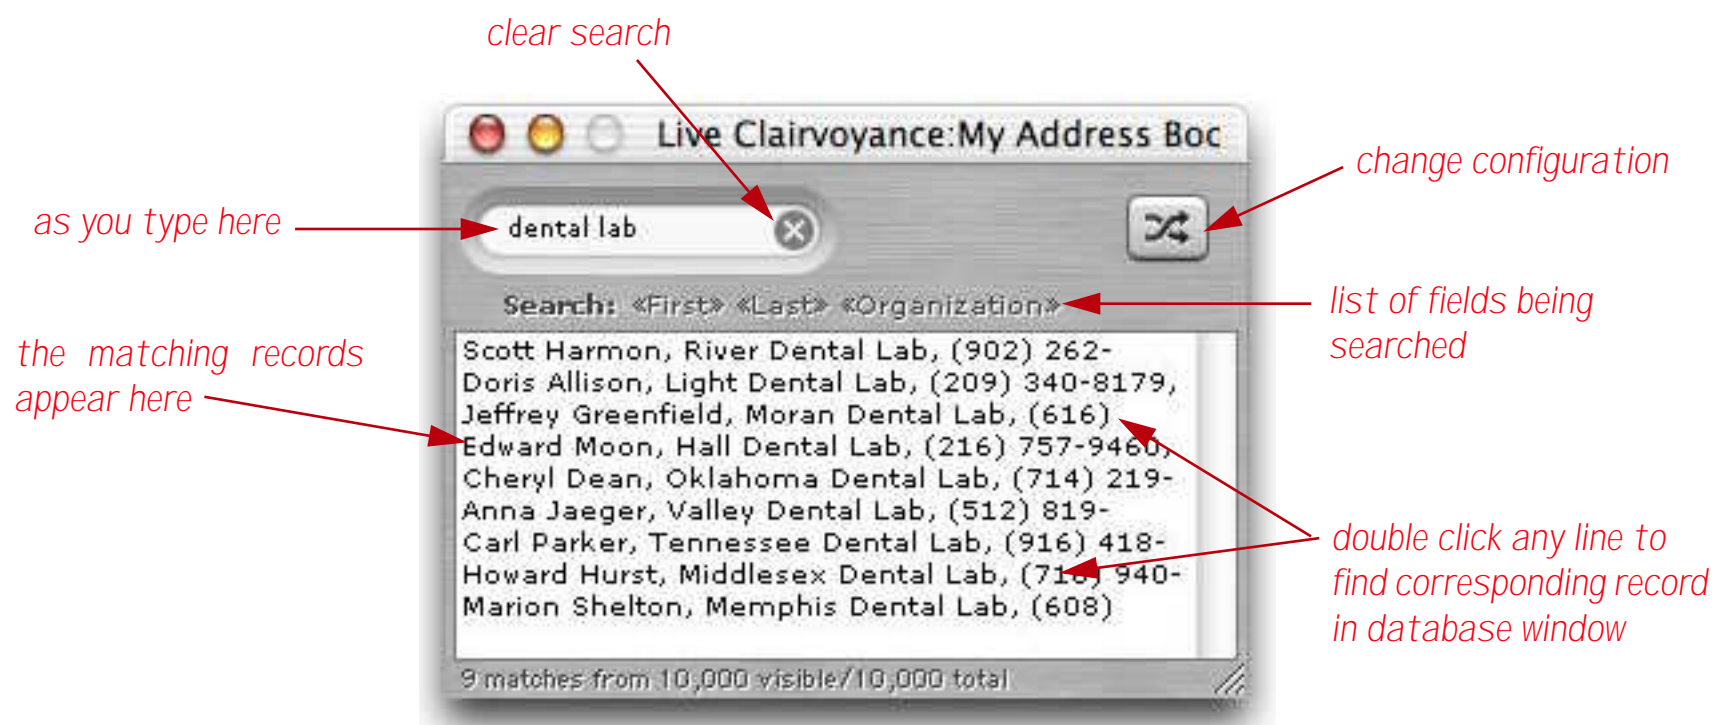 clear search
Live Clairvoyance:My Address Boc
change configuration
as you type here
dental lab
Search: «First» «Last» «Organization»
list of fields being
searched
the matching records
appear here
Scott Harmon, River Dental Lab, (902) 262-
Doris Allison, Light Dental Lab, (209) 340-8179,
Jeffrey Greenfield, Moran Dental Lab, (616)
Edward Moon, Hall Dental Lab, (216) 757-9460,
Cheryl Dean, Oklahoma Dental Lab, (714) 219-
Anna Jaeger, Valley Dental Lab, (512) 819-
Carl Parker, Tennessee Dental Lab, (916) 418-
Howard Hurst, Middlesex Dental Lab, 940-
Marion Shelton, Memphis Dental Lab, (608)
double click any line to
find corresponding record
in database window
9 matches from 10,000 visible/10,000 total